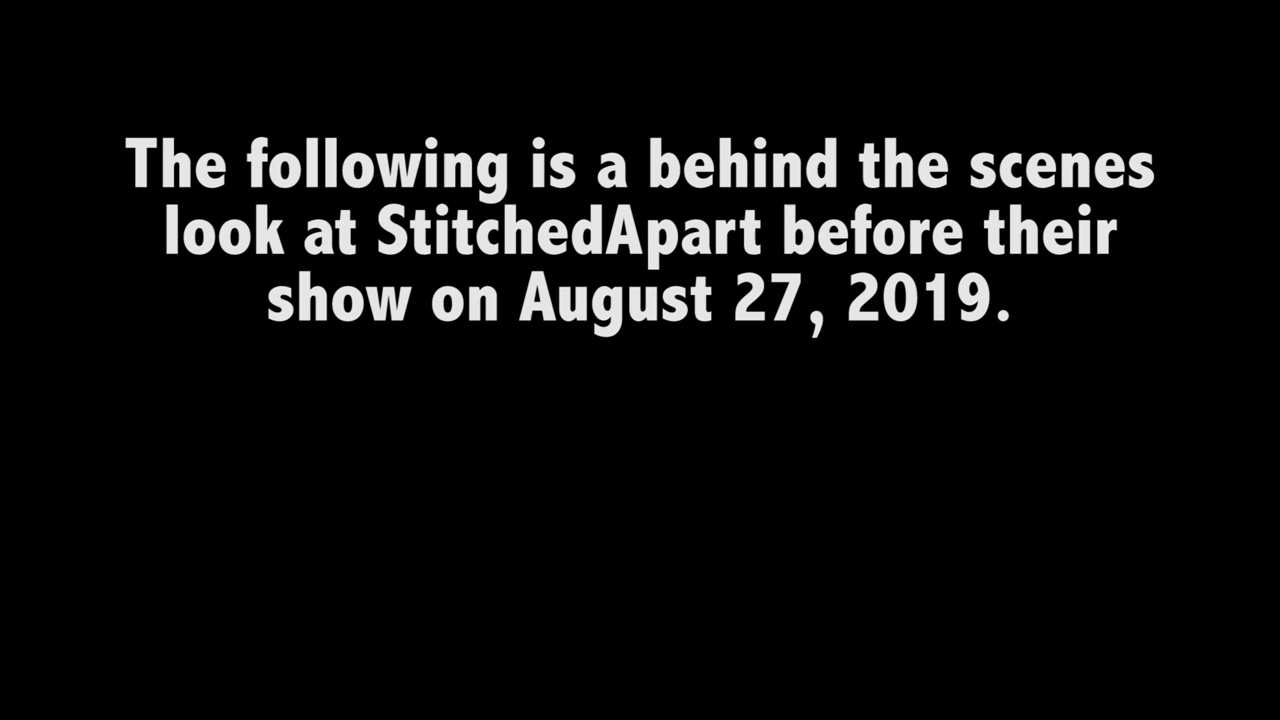 The following is a behind the scenes
look at StitchedApart before their
show on August 27, 2019.